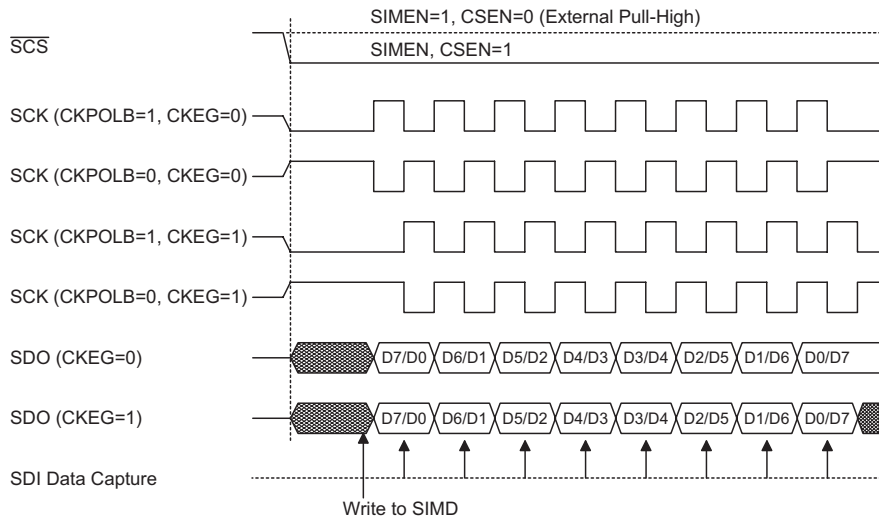 SIMEN=1, CSEN=0 (External Pull-High)
SCS
SIMEN, CSEN=1
SCK (CKPOLB=1, CKEG=0)
SCK (CKPOLB=0, CKEG=0)
SCK (CKPOLB=1, CKEG=1)
SCK (CKPOLB=0, CKEG=1)
SDO (CKEG=0) D7/D0 D6/D1 D5/D2 D4/D3 D3/D4 D2/D5 D1/D6 D0/D7
SDO (CKEG=1) D7/D0 D6/D1 D5/D2 D4/D3 D3/D4 D2/D5 D1/D6 D0/D7
SDI Data Capture
Write to SIMD